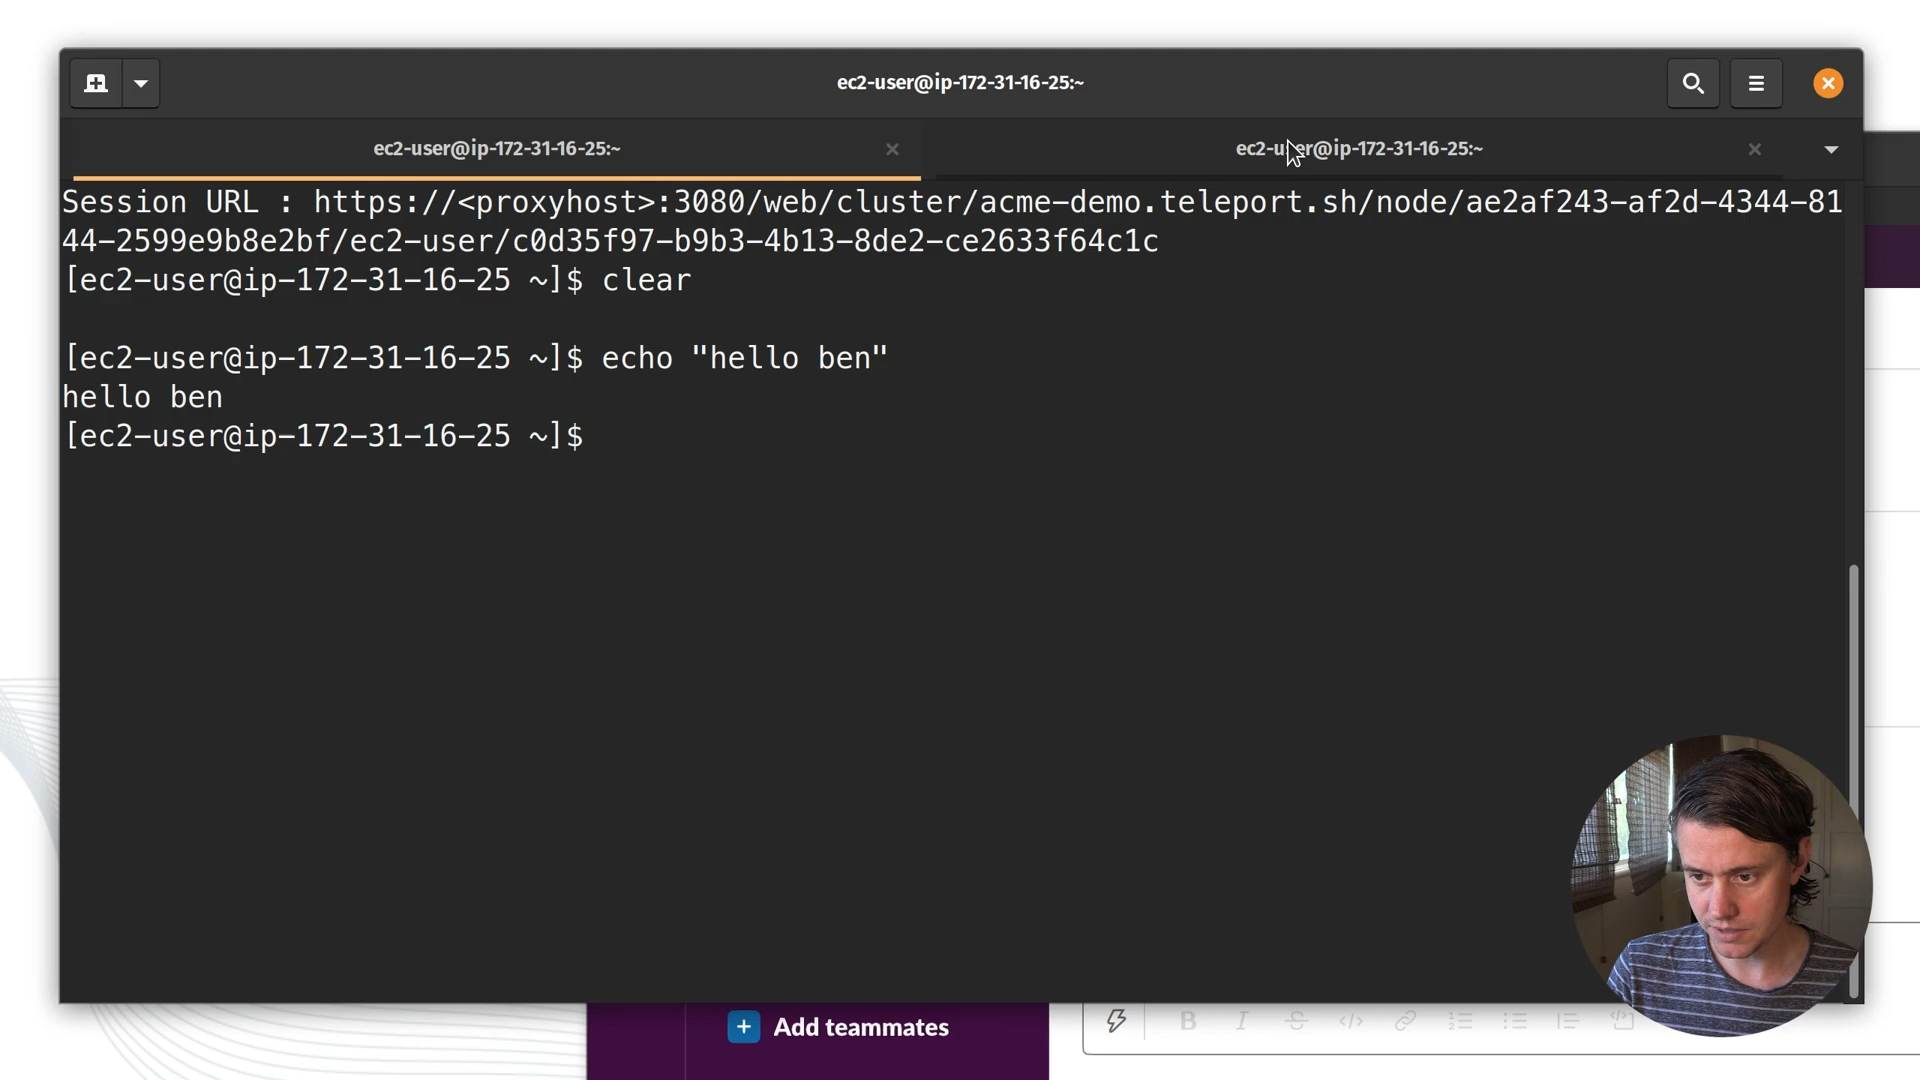 ec2-user@ip-172-31-16-25:~
ec2-user@ip-172-31-16-25:~
ec2-user@ip-172-31-16-25:~
Session URL : https://<proxyhost>:3080/web/cluster/acme-demo.teleport.sh/node/ae2af243-af2d-4344-81
44-2599e9b8e2bf/ec2-user/c0d35f97-b9b3-4b13-8de2-ce2633f64c1c
[ec2-user@ip-172-31-16-25 ~]$ clear
[ec2-user@ip-172-31-16-25 ~]$ echo "hello ben"
hello ben
[ec2-user@ip-172-31-16-25 ~]$
Add teammates